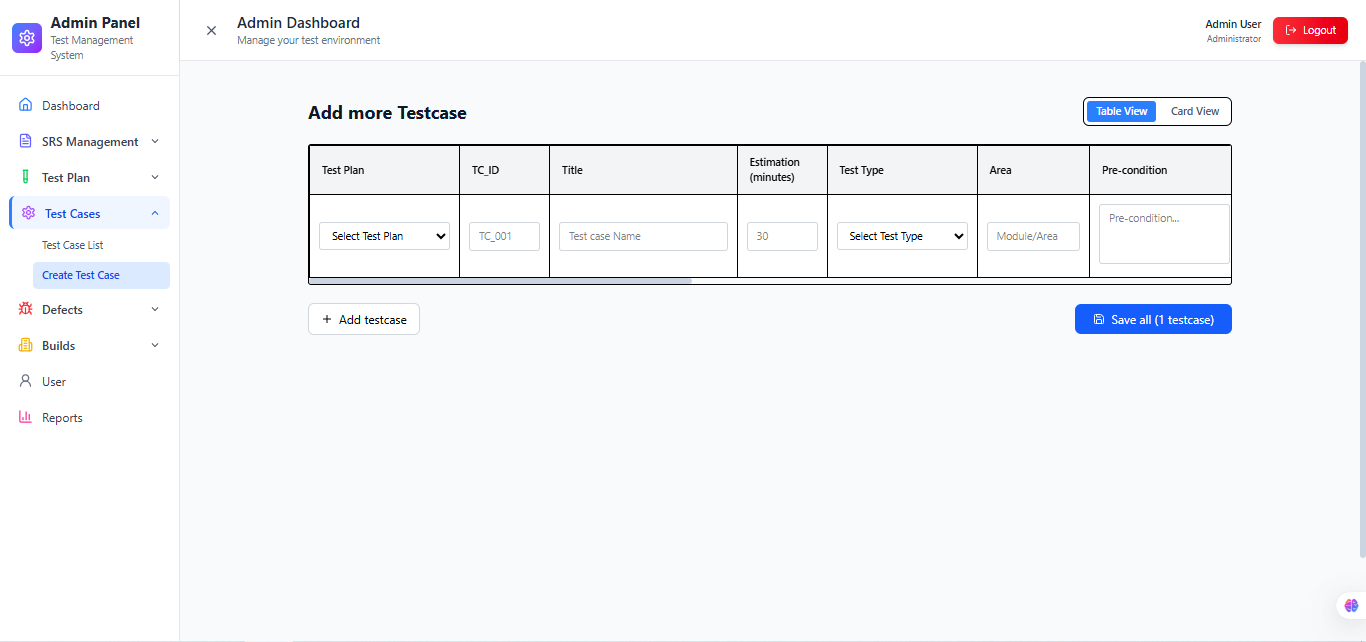 Admin Panel
Test Management
System
Dashboard
SRS Management
Test Plan
Test Cases
Test Case List
Create Test Case
Defects
Builds
User
Reports
Admin Dashboard
Manage your test environment
Admin User
Administrator
Logout
Add more Testcase
Table View
Card View
Test Plan
TC_ID
Title
Estimation
(minutes)
Test Type
Area
Pre-condition
Select Test Plan
TC_001
Test case Name
30
Select Test Type
Module/Area
Pre-condition...
+ Add testcase
Save all (1 testcase)